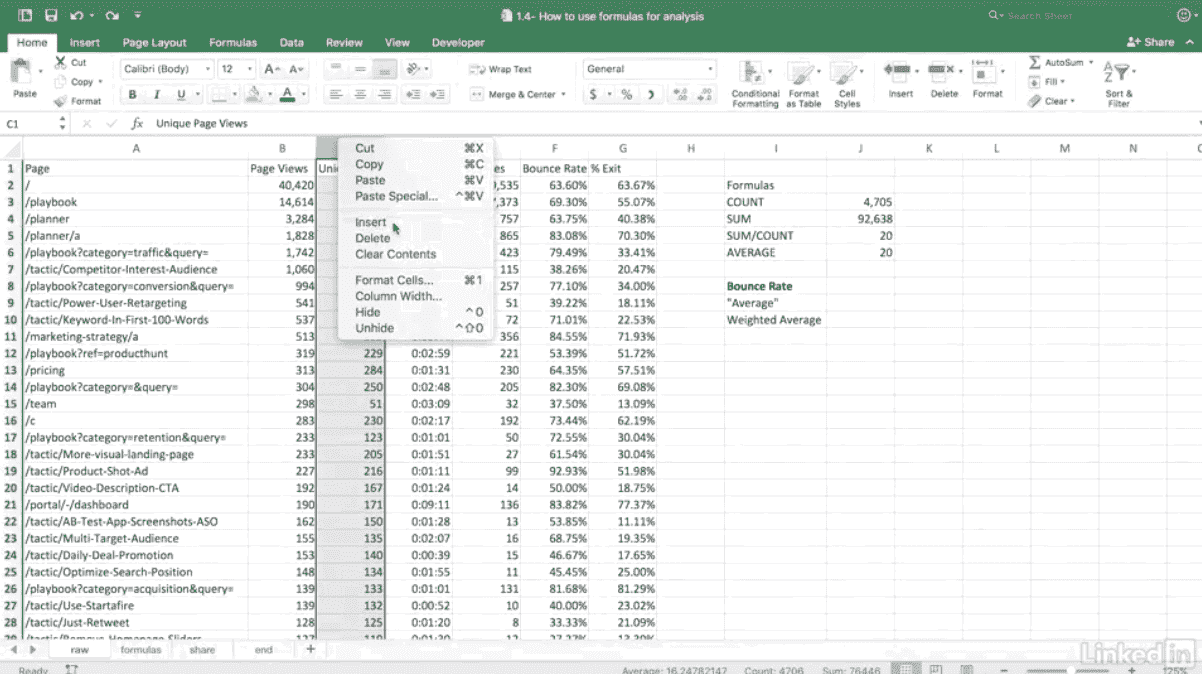 1.4- How to use formulas for analysis
Search Sheet
Home Insert Page Layout Formulas Data Review View Developer
Share
Paste
Cut
Copy
Format
Calibri (Body) 12
B I U
Wrap Text
Merge & Center
General
$ %
Conditional Formatting
Format as Table
Cell Styles
Insert
Delete
Format
AutoSum
Fill
Clear
Sort & Filter
C1 fx Unique Page Views
A B F G H I J K L M N
1 Page Page Views Bounce Rate % Exit
2 / 40,420 63.60% 63.67% Formulas
3 /playbook 14,614 69.30% 55.07% COUNT 4,705
4 /planner 3,284 757 63.75% 40.38% SUM 92,638
5 /planner/a 1,828 865 83.08% 70.30% SUM/COUNT 20
6 /playbook?category=traffic&query= 1,742 423 79.49% 33.41% AVERAGE 20
7 /tactic/Competitor-Interest-Audience 1,060 115 38.26% 20.47%
8 /playbook?category=conversion&query= 994 257 77.10% 34.00% Bounce Rate
9 /tactic/Power-User-Retargeting 541 51 39.22% 18.11% "Average"
10 /tactic/Keyword-In-First-100-Words 537 72 71.01% 22.53% Weighted Average
11 /marketing-strategy/a 513 356 84.55% 71.93%
12 /playbook?ref=producthunt 319 229 0:02:59 221 53.39% 51.72%
13 /pricing 313 284 0:01:31 230 64.35% 57.51%
14 /playbook?category=&query= 304 250 0:02:48 205 82.30% 69.08%
15 /team 298 51 0:03:09 32 37.50% 13.09%
16 /c 283 230 0:02:17 192 73.44% 62.19%
17 /playbook?category=retention&query= 233 123 0:01:01 50 72.55% 30.04%
18 /tactic/More-visual-landing-page 233 205 0:01:51 27 61.54% 30.04%
19 /tactic/Product-Shot-Ad 227 216 0:01:11 99 92.93% 51.98%
20 /tactic/Video-Description-CTA 192 167 0:01:24 14 50.00% 18.75%
21 /portal/-/dashboard 190 171 0:09:11 136 83.82% 77.37%
22 /tactic/AB-Test-App-Screenshots-ASO 162 150 0:01:28 13 53.85% 11.11%
23 /tactic/Multi-Target-Audience 155 135 0:02:07 16 68.75% 19.35%
24 /tactic/Daily-Deal-Promotion 153 140 0:00:39 15 46.67% 17.65%
25 /tactic/Optimize-Search-Position 148 134 0:01:55 11 45.45% 25.00%
26 /playbook?category=acquisition&query= 139 133 0:01:01 131 81.68% 81.29%
27 /tactic/Use-Startafire 139 132 0:00:52 10 40.00% 23.02%
28 /tactic/Just-Retweet 128 125 0:01:20 8 33.33% 21.09%
Cut ⌘X
Copy ⌘C
Paste ⌘V
Paste Special... ^⌘V
Insert
Delete
Clear Contents
Format Cells... ⌘1
Column Width...
Hide ^0
Unhide ^⇧0
raw formulas share end +
Ready Average: 16.24782147 Count: 4706 Sum: 76446 125%
Linked in